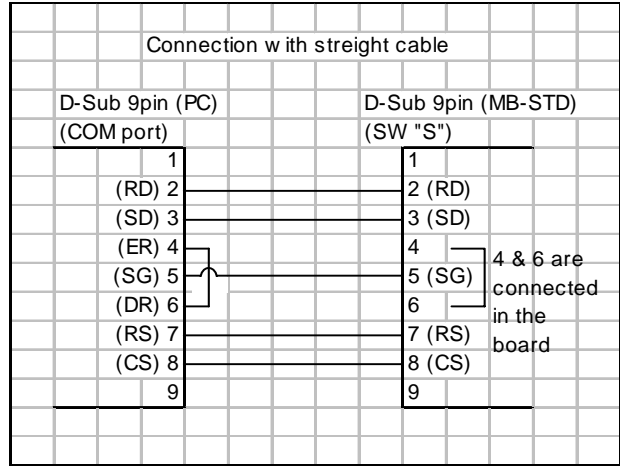 Connection with streight cable
D-Sub 9pin (PC) D-Sub 9pin (MB-STD)
(COM port) (SW "S")
1 1
(RD) 2 2 (RD)
(SD) 3 3 (SD)
(ER) 4 4
(SG) 5 5 (SG)
(DR) 6 6
(RS) 7 7 (RS)
(CS) 8 8 (CS)
9 9
4 & 6 are
connected
in the
board